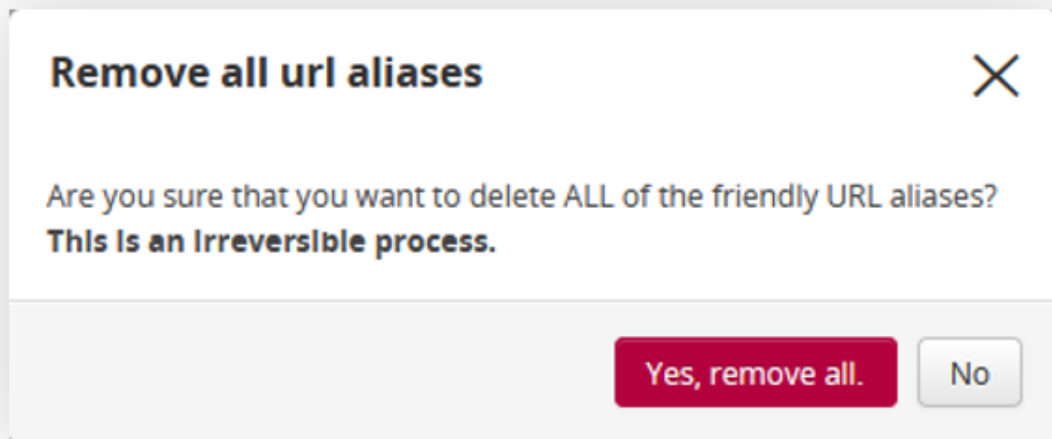 Remove all url aliases
Are you sure that you want to delete ALL of the friendly URL aliases?
This is an irreversible process.
Yes, remove all.
No